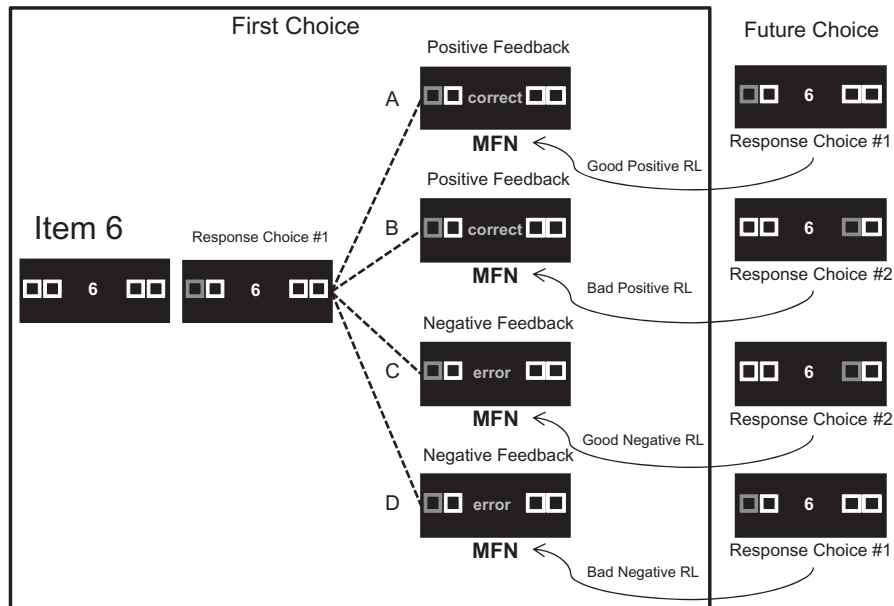 First Choice
Future Choice
Positive Feedback
A
correct
MFN
6
Response Choice #1
Good Positive RL
Positive Feedback
B
correct
MFN
6
Response Choice #2
Bad Positive RL
Item 6
6
Response Choice #1
6
Negative Feedback
C
error
MFN
6
Response Choice #2
Good Negative RL
Negative Feedback
D
error
MFN
6
Response Choice #1
Bad Negative RL